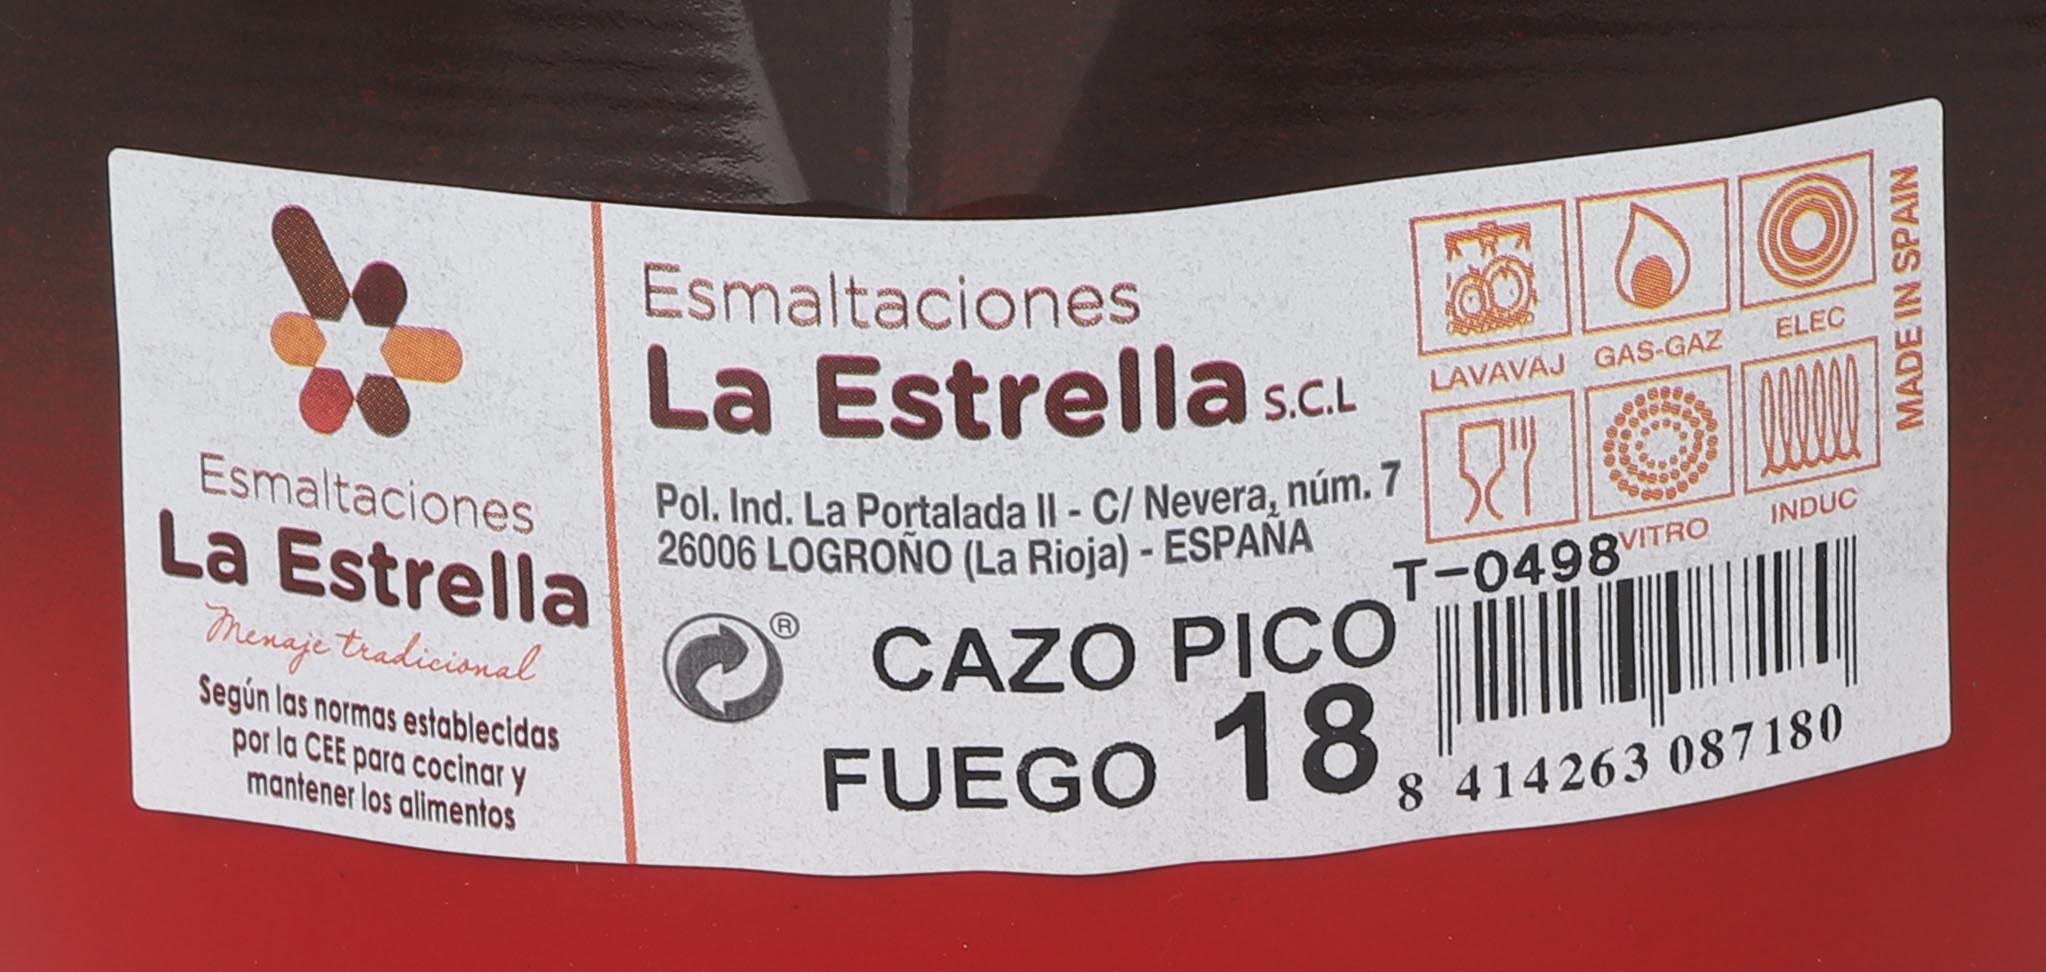 Esmaltaciones
La Estrella
Menaje tradicional
Según las normas establecidas
por la CEE para cocinar y
mantener los alimentos
Esmaltaciones
La Estrella S.C.L
Pol. Ind. La Portalada II - C/ Nevera, núm. 7
26006 LOGROÑO (La Rioja) - ESPAÑA
®
CAZO PICO
FUEGO 18
LAVAVAJ GAS-GAZ ELEC
VITRO INDUC
MADE IN SPAIN
T-0498
8 414263 087180